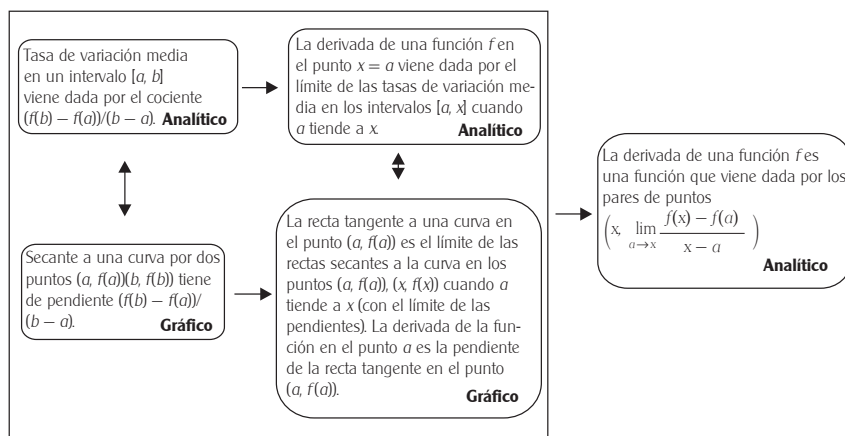 Tasa de variación media
en un intervalo [a, b]
viene dada por el cociente
(f(b) – f(a))/(b – a). Analítico
La derivada de una función f en
el punto x = a viene dada por el
límite de las tasas de variación me-
dia en los intervalos [a, x] cuando
a tiende a x.
Analítico
Secante a una curva por dos
puntos (a, f(a))(b, f(b)) tiene
de pendiente (f(b) – f(a))/
(b – a).
Gráfico
La recta tangente a una curva en
el punto (a, f(a)) es el límite de las
rectas secantes a la curva en los
puntos (a, f(a)), (x, f(x)) cuando a
tiende a x (con el límite de las
pendientes). La derivada de la fun-
ción en el punto a es la pendiente
de la recta tangente en el punto
(a, f(a)).
Gráfico
La derivada de una función f es
una función que viene dada por los
pares de puntos
(x, lim a→x f(x) – f(a) / x – a)
Analítico